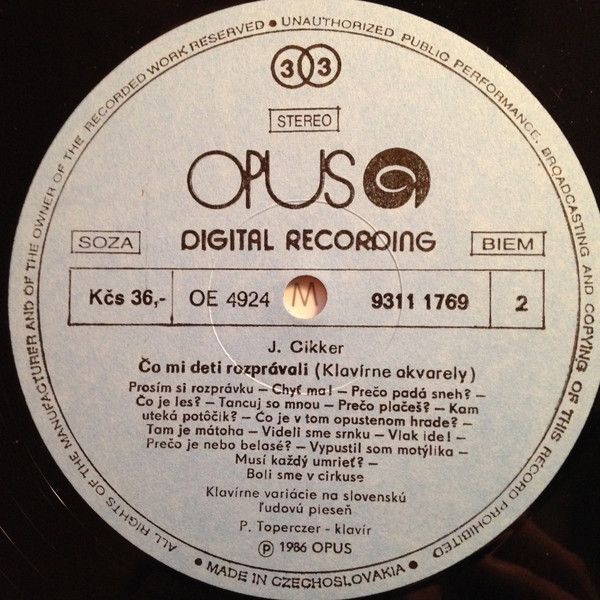 ALL RIGHTS OF THE MANUFACTURER AND OF THE OWNER OF THE RECORDED WORK RESERVED ● UNAUTHORIZED PUBLIC PERFORMANCE, BROADCASTING AND COPYING OF THIS RECORD PROHIBITED
33
STEREO
OPUS
SOZA DIGITAL RECORDING BIEM
Kčs 36,- OE 4924 M 9311 1769 2
J. Cikker
Čo mi deti rozprávali (Klavírne akvarely)
Prosím si rozprávku — Chyť ma! — Prečo padá sneh? —
Čo je les? — Tancuj so mnou — Prečo plačeš? — Kam
uteká potôčik? — Čo je v tom opustenom hrade? —
Tam je mátoha — Videli sme srnku — Vlak ide! —
Prečo je nebo belasé? — Vypustil som motýlika —
Musí každý umrieť? —
Boli sme v cirkuse
Klavírne variácie na slovenskú
ľudovú pieseň
P. Toperczer - klavír
Ⓟ 1986 OPUS
● MADE IN CZECHOSLOVAKIA ●